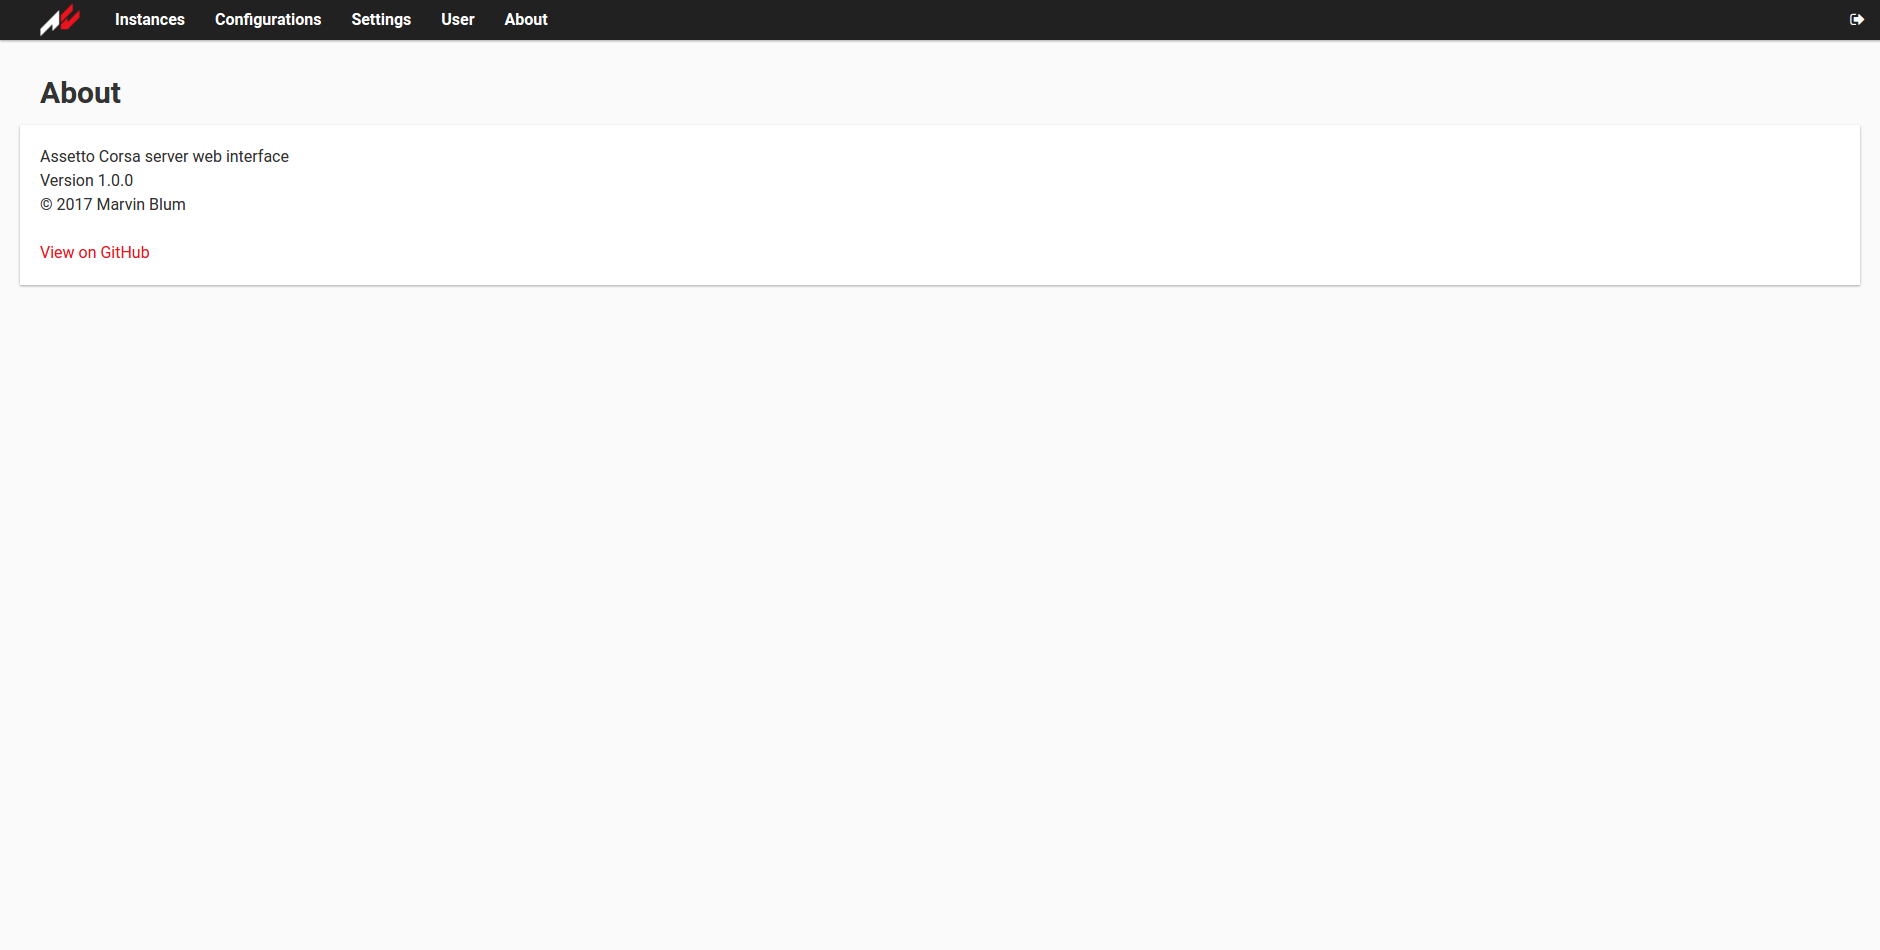 Instances Configurations Settings User About
About
Assetto Corsa server web interface
Version 1.0.0
© 2017 Marvin Blum
View on GitHub